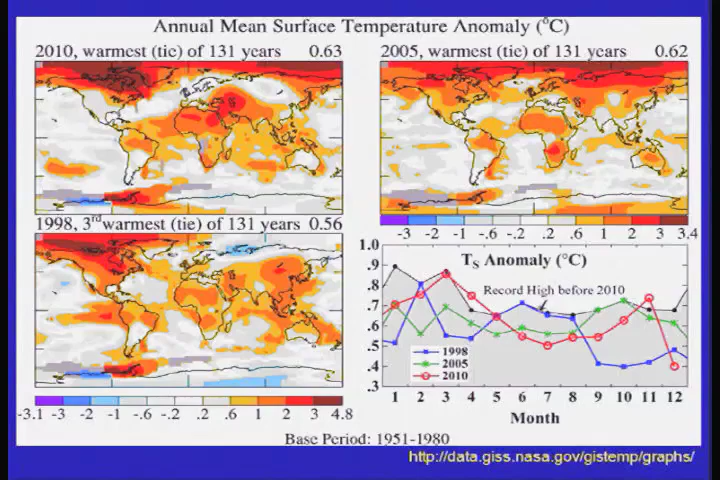 Annual Mean Surface Temperature Anomaly (°C)
2010, warmest (tie) of 131 years 0.63
2005, warmest (tie) of 131 years 0.62
1998, 3rd warmest (tie) of 131 years 0.56
-3 -2 -1 -.6 -.2 .2 .6 1 2 3 3.4
1.0
.9
.8
.7
.6
.5
.4
.3
Ts Anomaly (°C)
Record High before 2010
1998
2005
2010
1 2 3 4 5 6 7 8 9 10 11 12
Month
-3.1 -3 -2 -1 -.6 -.2 .2 .6 1 2 3 4.8
Base Period: 1951-1980
http://data.giss.nasa.gov/gistemp/graphs/